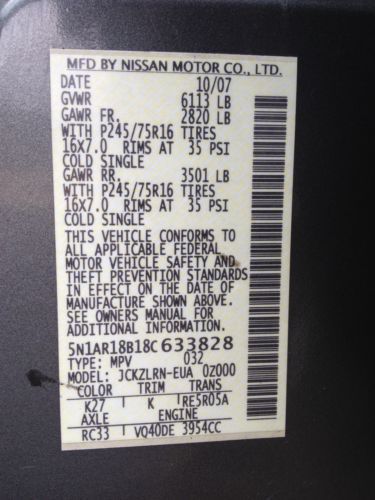 MFD BY NISSAN MOTOR CO., LTD.
DATE 10/07
GVWR 6113 LB
GAWR FR. 2820 LB
WITH P245/75R16 TIRES
16X7.0 RIMS AT 35 PSI
COLD SINGLE
GAWR RR. 3501 LB
WITH P245/75R16 TIRES
16X7.0 RIMS AT 35 PSI
COLD SINGLE
THIS VEHICLE CONFORMS TO
ALL APPLICABLE FEDERAL
MOTOR VEHICLE SAFETY AND
THEFT PREVENTION STANDARDS
IN EFFECT ON THE DATE OF
MANUFACTURE SHOWN ABOVE.
SEE OWNERS MANUAL FOR
ADDITIONAL INFORMATION.
5N1AR18B18C 633828
TYPE: MPV 032
MODEL: JCKZLRN-EUA 0Z000
COLOR TRIM TRANS
K27 K RE5R05A
AXLE ENGINE
RC33 VQ40DE 3954CC